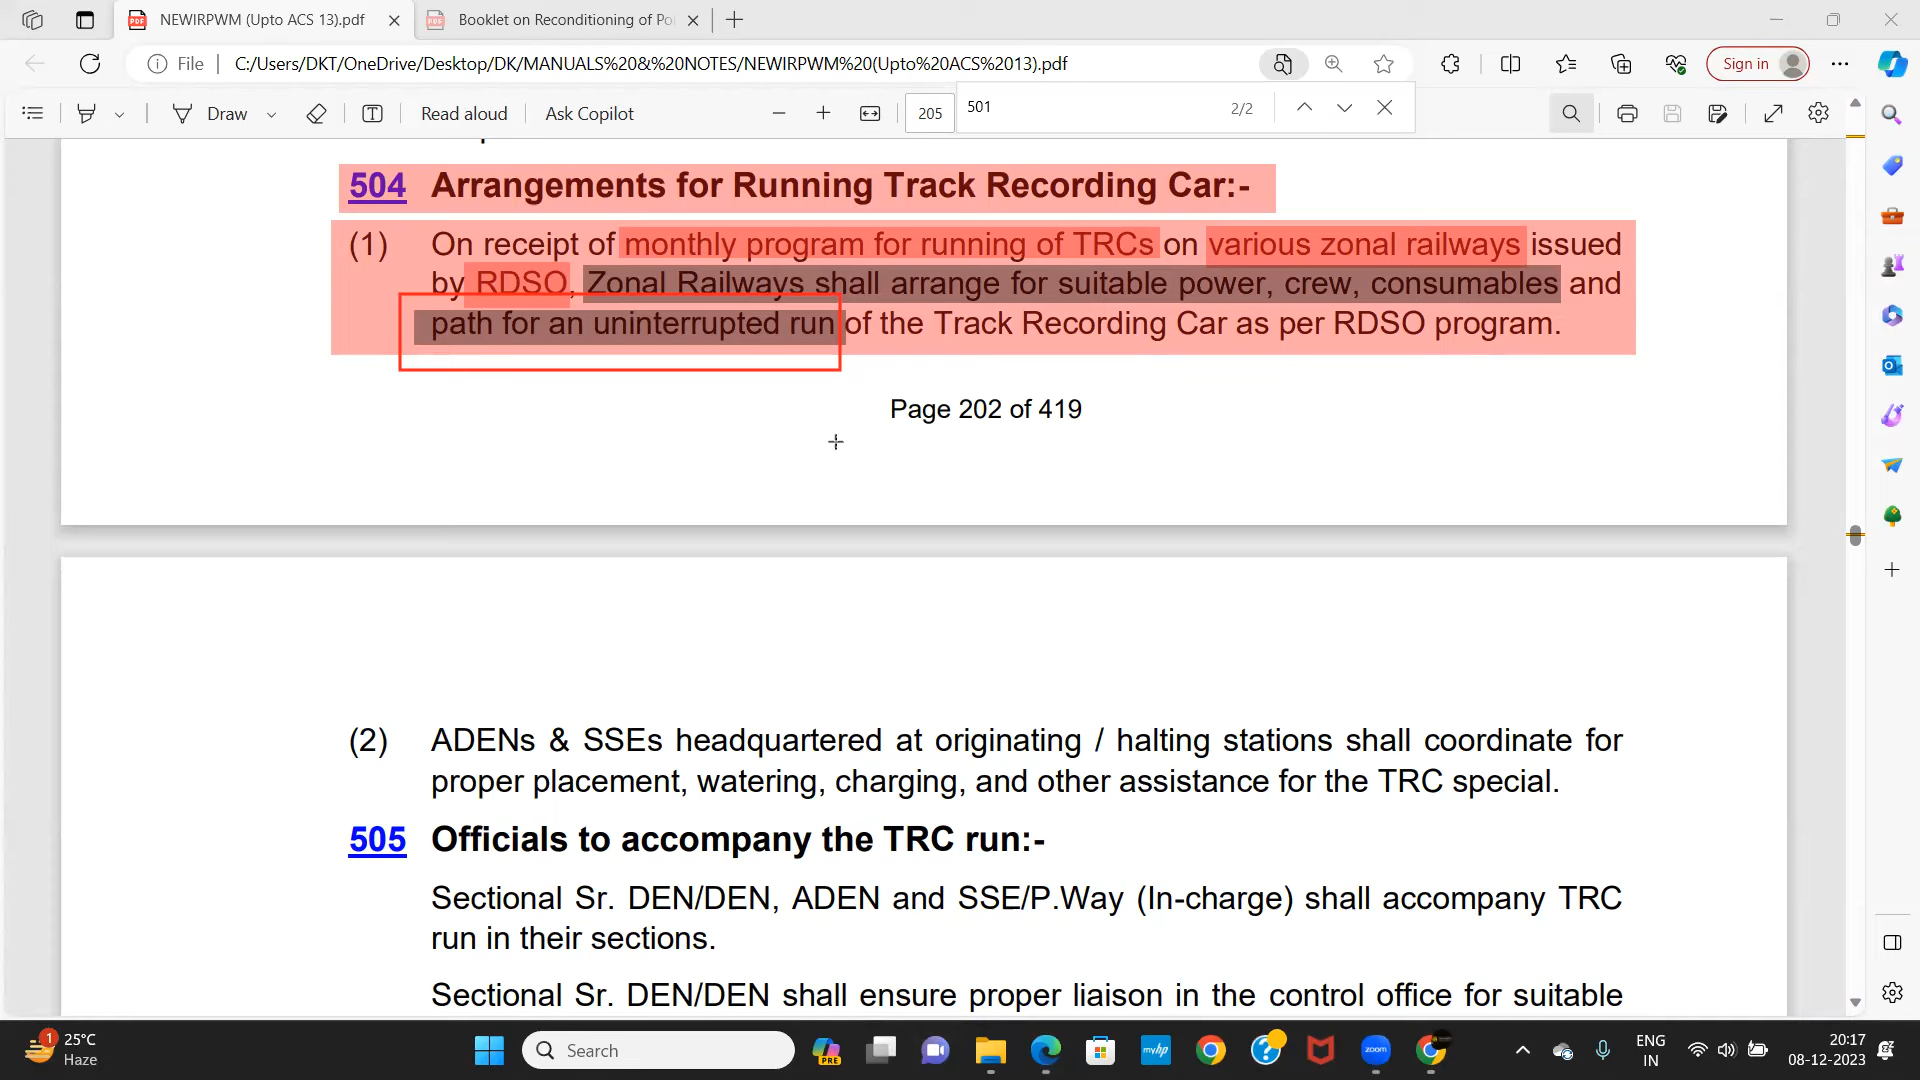 NEWIRPWM (Upto ACS 13).pdf
Booklet on Reconditioning of Po
File
C:/Users/DKT/OneDrive/Desktop/DK/MANUALS%20&%20NOTES/NEWIRPWM%20(Upto%20ACS%2013).pdf
Sign in
Draw
Read aloud
Ask Copilot
205
501
2/2
504 Arrangements for Running Track Recording Car:-
(1) On receipt of monthly program for running of TRCs on various zonal railways issued
by RDSO, Zonal Railways shall arrange for suitable power, crew, consumables and
path for an uninterrupted run of the Track Recording Car as per RDSO program.
Page 202 of 419
(2) ADENs & SSEs headquartered at originating / halting stations shall coordinate for
proper placement, watering, charging, and other assistance for the TRC special.
505 Officials to accompany the TRC run:-
Sectional Sr. DEN/DEN, ADEN and SSE/P.Way (In-charge) shall accompany TRC
run in their sections.
Sectional Sr. DEN/DEN shall ensure proper liaison in the control office for suitable
1
25°C
Haze
Search
PRE
myhp
zoom
ENG
IN
20:17
08-12-2023